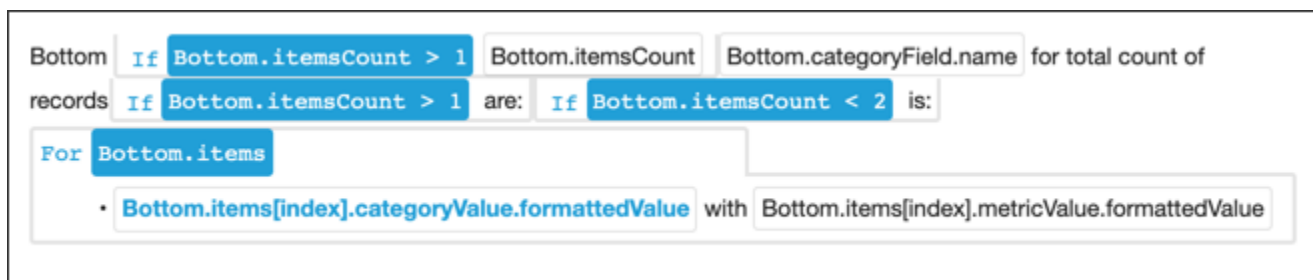 Bottom If Bottom.itemsCount > 1 Bottom.itemsCount Bottom.categoryField.name for total count of
records If Bottom.itemsCount > 1 are: If Bottom.itemsCount < 2 is:
For Bottom.items
• Bottom.items[index].categoryValue.formattedValue with Bottom.items[index].metricValue.formattedValue